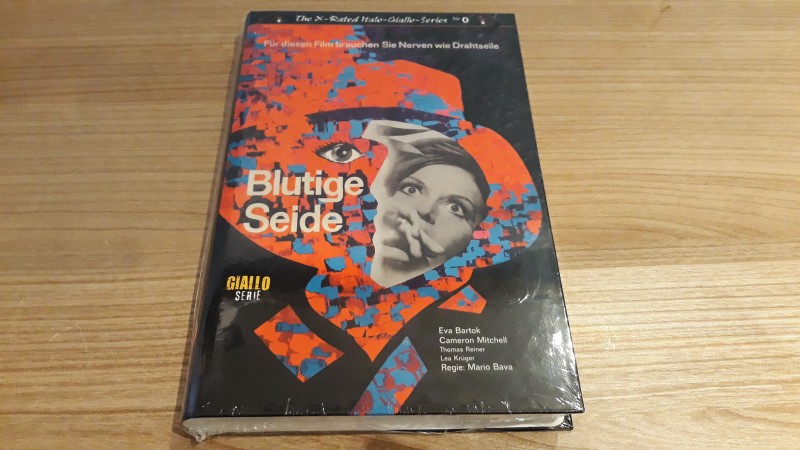 The X-Rated Italo-Giallo-Series Nr 0
Für diesen Film brauchen Sie Nerven wie Drahtseile
Blutige
Seide
GIALLO
SERIE
Eva Bartok
Cameron Mitchell
Thomas Reiner
Lea Krüger
Regie: Mario Bava